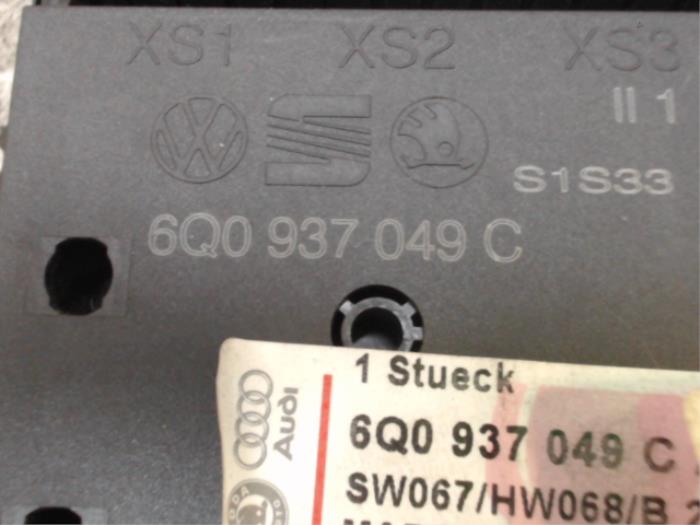 XS1 XS2 XS3
II 1
S1S33
6Q0 937 049 C
1 Stueck
Audi
6Q0 937 049 C
SW067/HW068/B